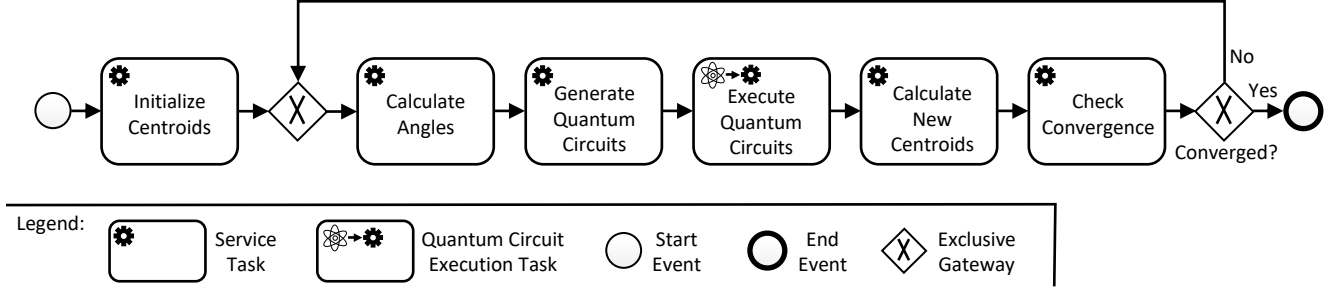 Initialize
Centroids
Calculate
Angles
Generate
Quantum
Circuits
Execute
Quantum
Circuits
Calculate
New
Centroids
Check
Convergence
No
Yes
Converged?
Legend:
Service
Task
Quantum Circuit
Execution Task
Start
Event
End
Event
Exclusive
Gateway